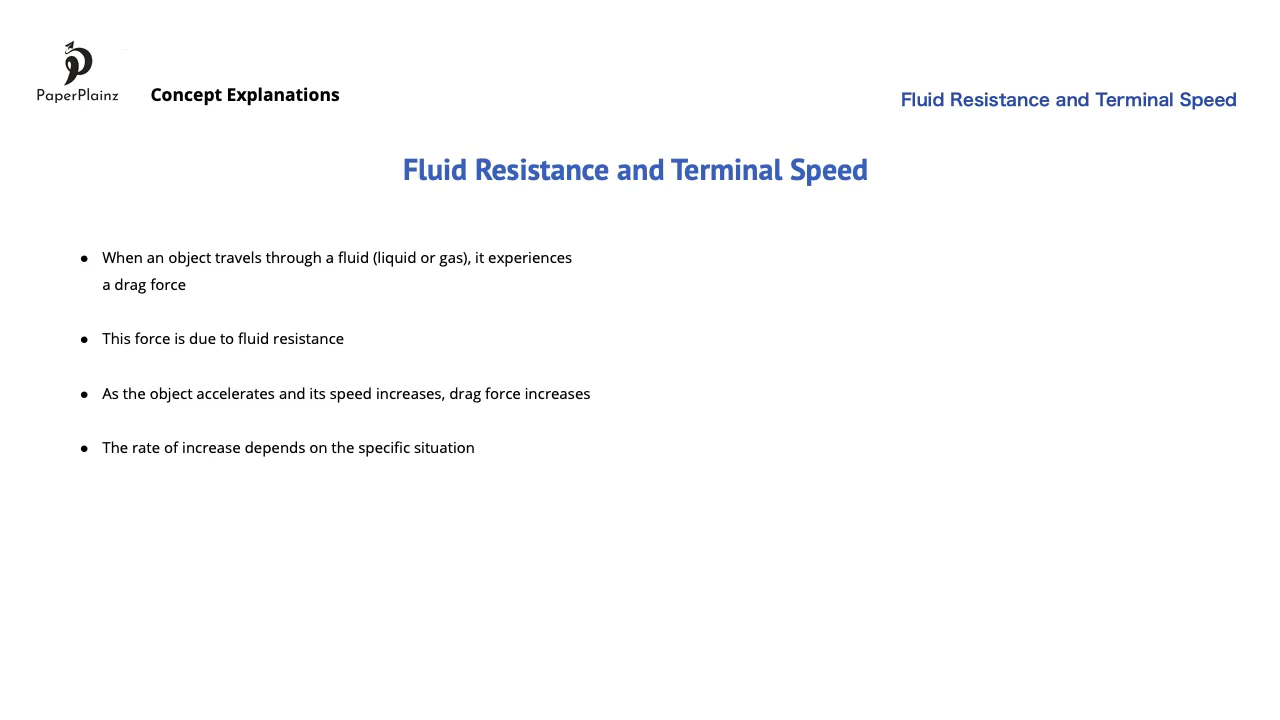 PaperPlainz
Concept Explanations
Fluid Resistance and Terminal Speed
Fluid Resistance and Terminal Speed
● When an object travels through a fluid (liquid or gas), it experiences
a drag force
● This force is due to fluid resistance
● As the object accelerates and its speed increases, drag force increases
● The rate of increase depends on the specific situation